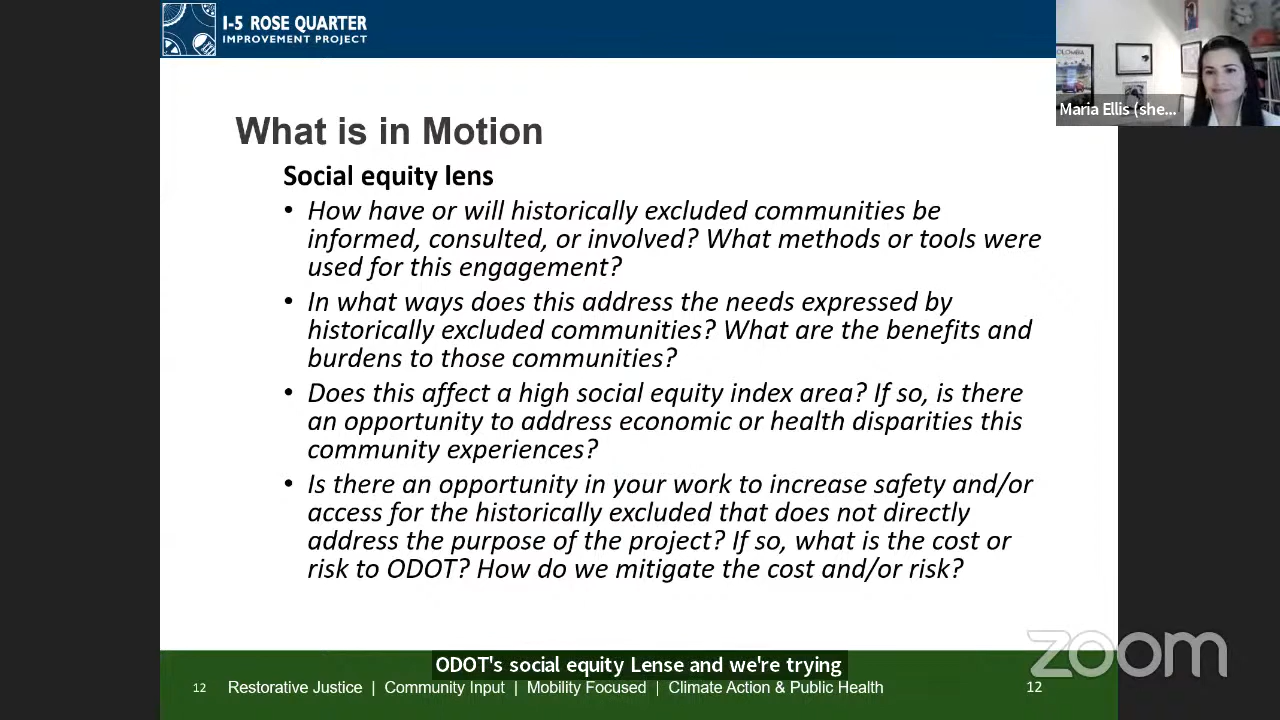 I-5 ROSE QUARTER
IMPROVEMENT PROJECT
COLOMBIA
Maria Ellis (she...
What is in Motion
Social equity lens
• How have or will historically excluded communities be
informed, consulted, or involved? What methods or tools were
used for this engagement?
• In what ways does this address the needs expressed by
historically excluded communities? What are the benefits and
burdens to those communities?
• Does this affect a high social equity index area? If so, is there
an opportunity to address economic or health disparities this
community experiences?
• Is there an opportunity in your work to increase safety and/or
access for the historically excluded that does not directly
address the purpose of the project? If so, what is the cost or
risk to ODOT? How do we mitigate the cost and/or risk?
zoom
ODOT's social equity Lense and we're trying
12 Restorative Justice | Community Input | Mobility Focused | Climate Action & Public Health 12